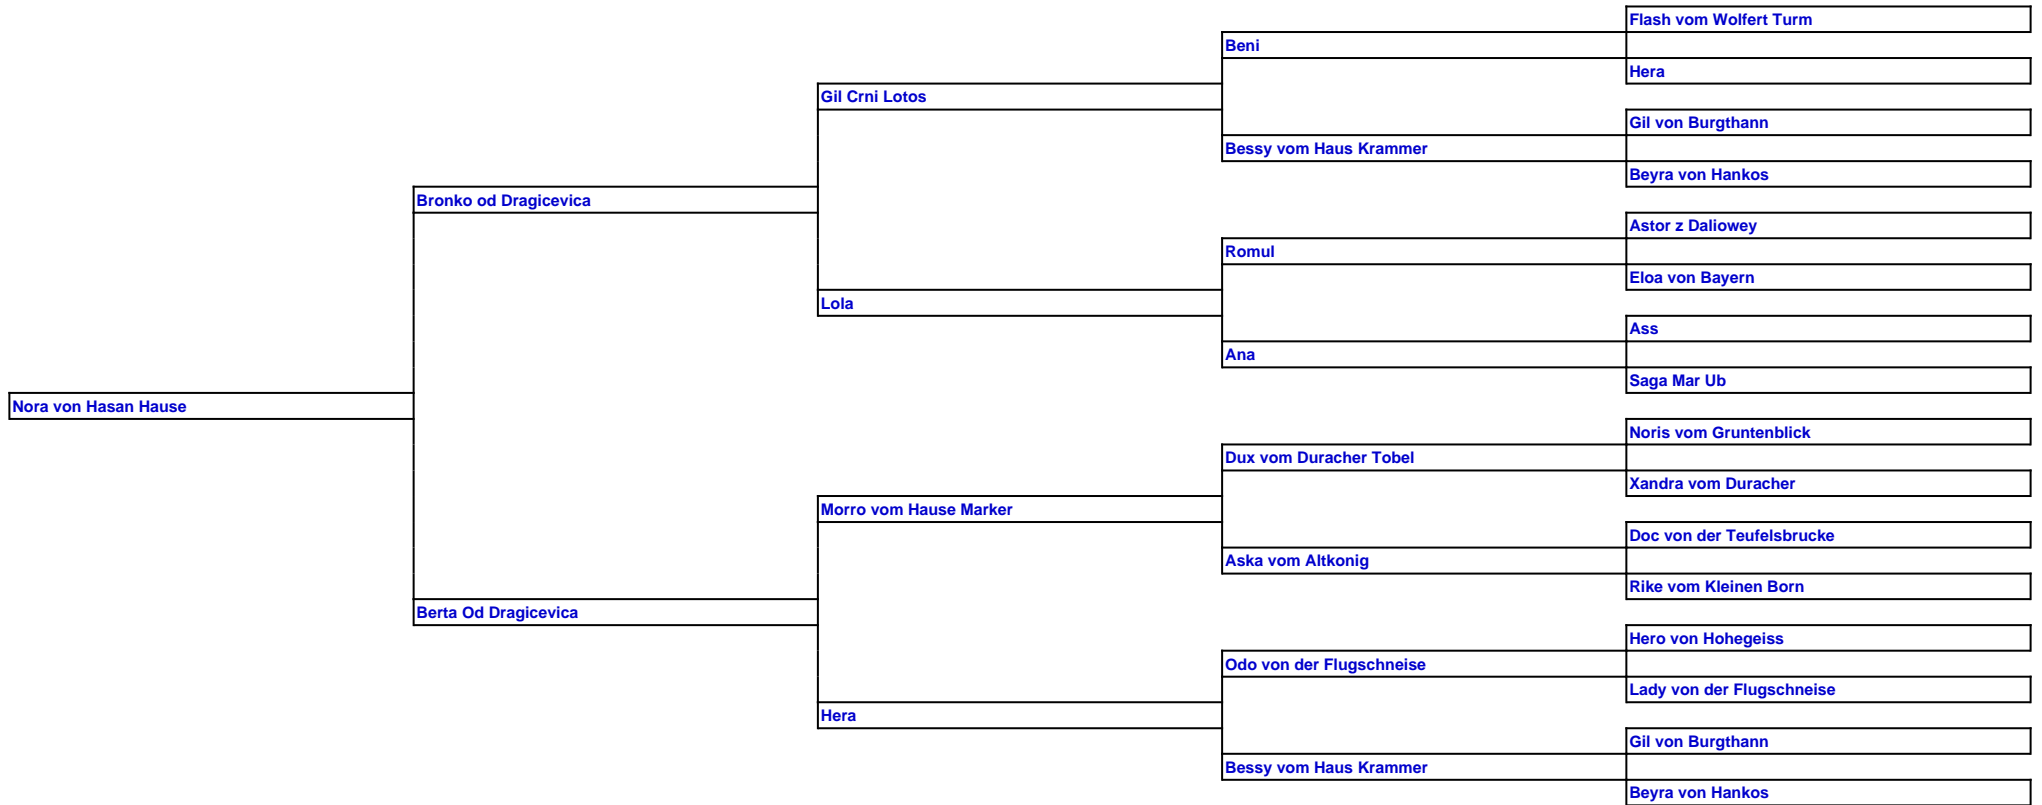 Flash vom Wolfert Turm
Beni
Hera
Gil Crni Lotos
Gil von Burgthann
Bessy vom Haus Krammer
Beyra von Hankos
Bronko od Dragicevica
Astor z Daliowey
Romul
Eloa von Bayern
Lola
Ass
Ana
Saga Mar Ub
Nora von Hasan Hause
Noris vom Gruntenblick
Dux vom Duracher Tobel
Xandra vom Duracher
Morro vom Hause Marker
Doc von der Teufelsbrucke
Aska vom Altkonig
Rike vom Kleinen Born
Berta Od Dragicevica
Hero von Hohegeiss
Odo von der Flugschneise
Lady von der Flugschneise
Hera
Gil von Burgthann
Bessy vom Haus Krammer
Beyra von Hankos